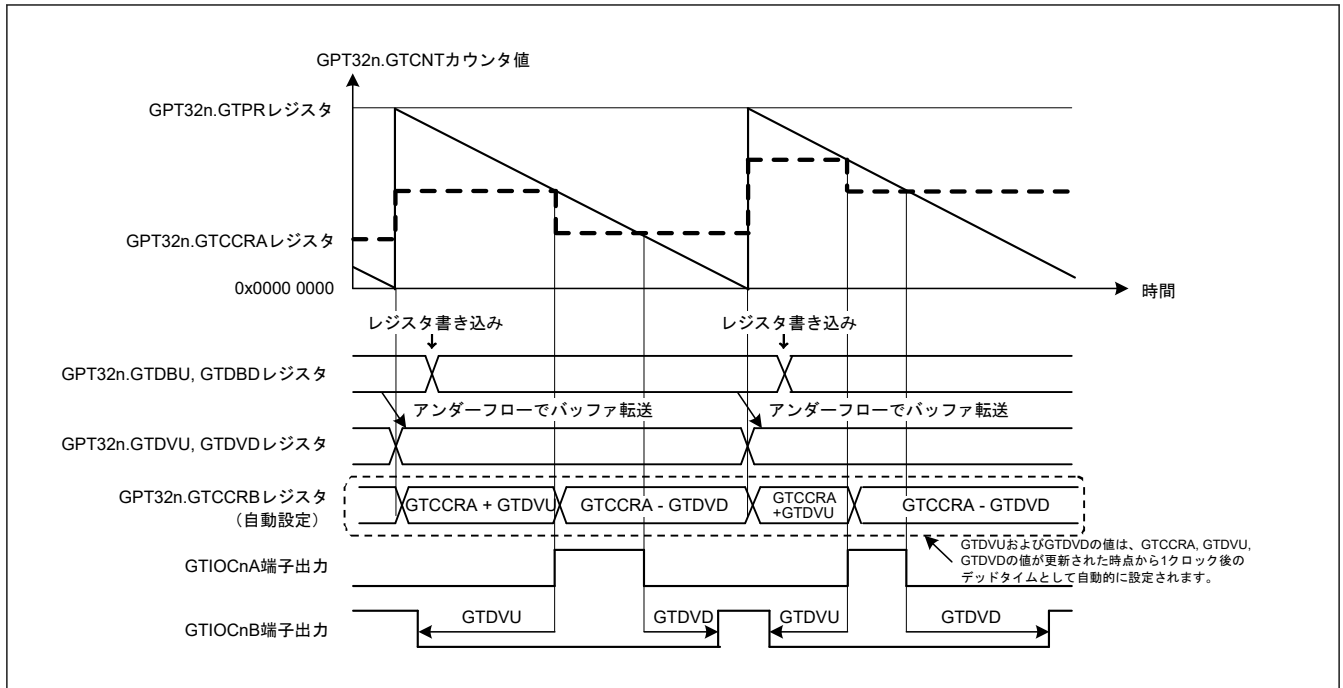 GPT32n.GTCNTカウンタ値
GPT32n.GTPRレジスタ
GPT32n.GTCCRAレジスタ
0x0000 0000
時間
レジスタ書き込み
レジスタ書き込み
GPT32n.GTDBU, GTDBDレジスタ
アンダーフローでバッファ転送
アンダーフローでバッファ転送
GPT32n.GTDVU, GTDVDレジスタ
GPT32n.GTCCRBレジスタ
（自動設定）
GTCCRA + GTDVU
GTCCRA - GTDVD
GTCCRA
+GTDVU
GTCCRA - GTDVD
GTDVUおよびGTDVDの値は、GTCCRA, GTDVU,
GTDVDの値が更新された時点から1クロック後の
デッドタイムとして自動的に設定されます。
GTIOCnA端子出力
GTIOCnB端子出力
GTDVU
GTDVD
GTDVU
GTDVD